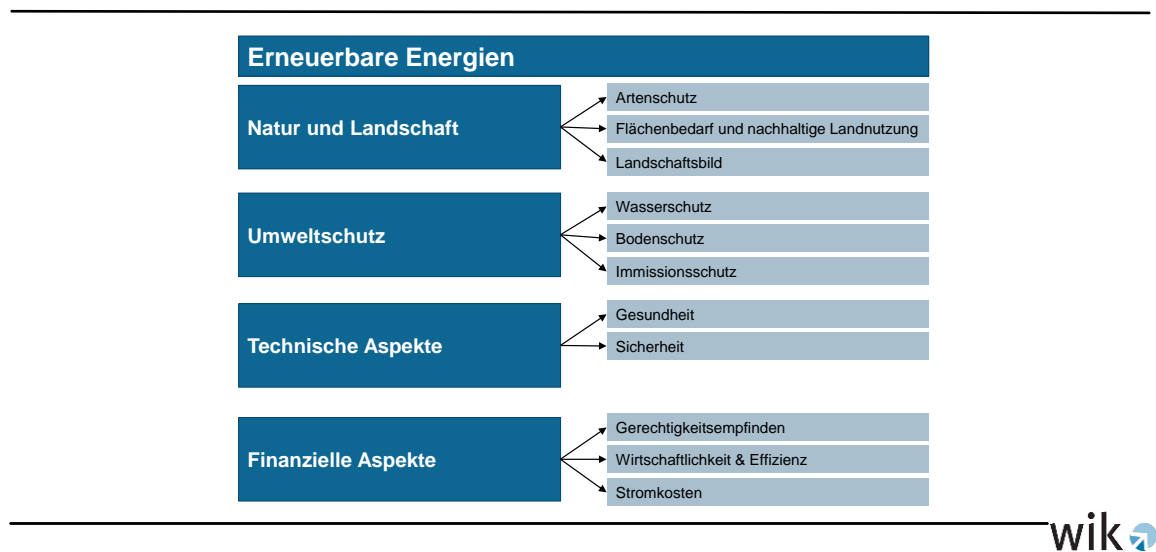 Erneuerbare Energien
Natur und Landschaft
Artenschutz
Flächenbedarf und nachhaltige Landnutzung
Landschaftsbild
Umweltschutz
Wasserschutz
Bodenschutz
Immissionsschutz
Technische Aspekte
Gesundheit
Sicherheit
Finanzielle Aspekte
Gerechtigkeitsempfinden
Wirtschaftlichkeit & Effizienz
Stromkosten
wik